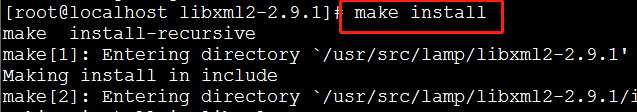 [root@localhost libxml2-2.9.1]# make install
make  install-recursive
make[1]: Entering directory `/usr/src/lamp/libxml2-2.9.1'
Making install in include
make[2]: Entering directory `/usr/src/lamp/libxml2-2.9.1/i